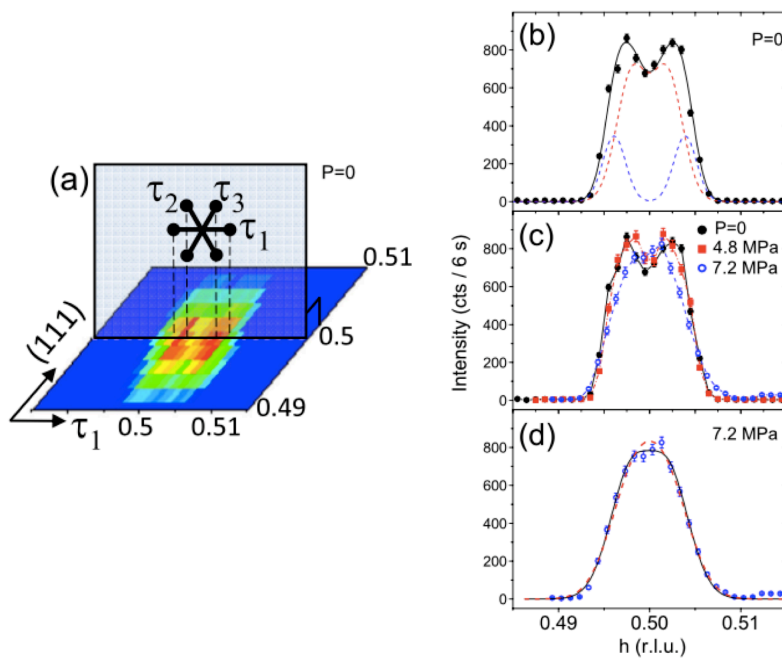 (a)
P=0
τ2 τ3
τ1
0.51
0.5
0.49
(111)
τ1
0.5 0.51
(b)
P=0
800
600
400
200
0
(c)
P=0
4.8 MPa
7.2 MPa
800
600
400
200
0
Intensity (cts / 6 s)
(d)
7.2 MPa
800
600
400
200
0
0.49 0.50 0.51
h (r.l.u.)